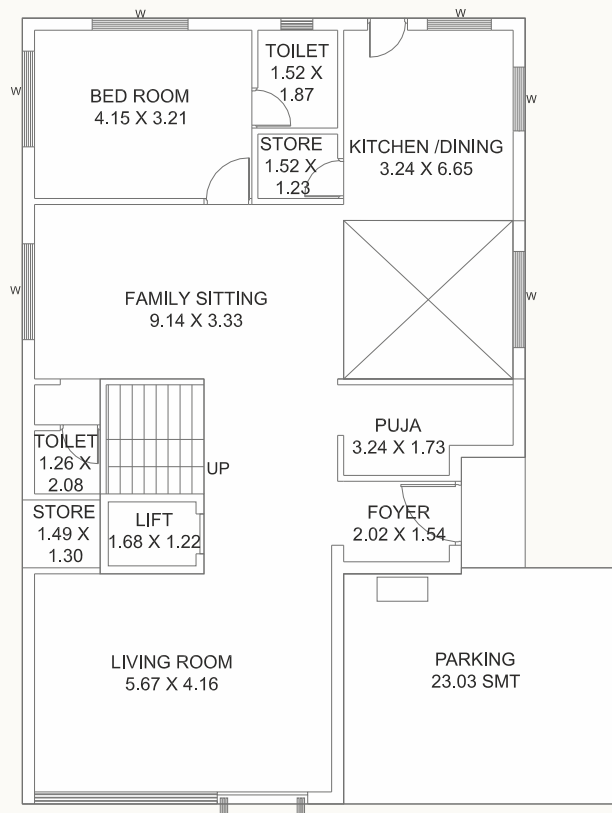 W
W
TOILET
1.52 X
1.87
W
BED ROOM
4.15 X 3.21
W
STORE
1.52 X
1.23
KITCHEN /DINING
3.24 X 6.65
W
FAMILY SITTING
9.14 X 3.33
W
PUJA
3.24 X 1.73
TOILET
1.26 X
2.08
UP
STORE
1.49 X
1.30
LIFT
1.68 X 1.22
FOYER
2.02 X 1.54
LIVING ROOM
5.67 X 4.16
PARKING
23.03 SMT